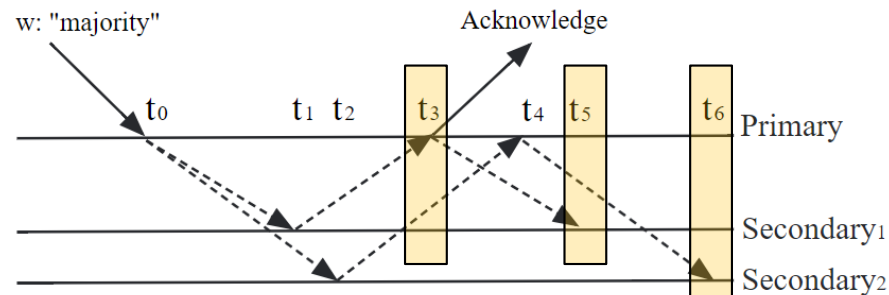 w: "majority"
Acknowledge
t0 t1 t2 t3 t4 t5 t6
Primary
Secondary1
Secondary2